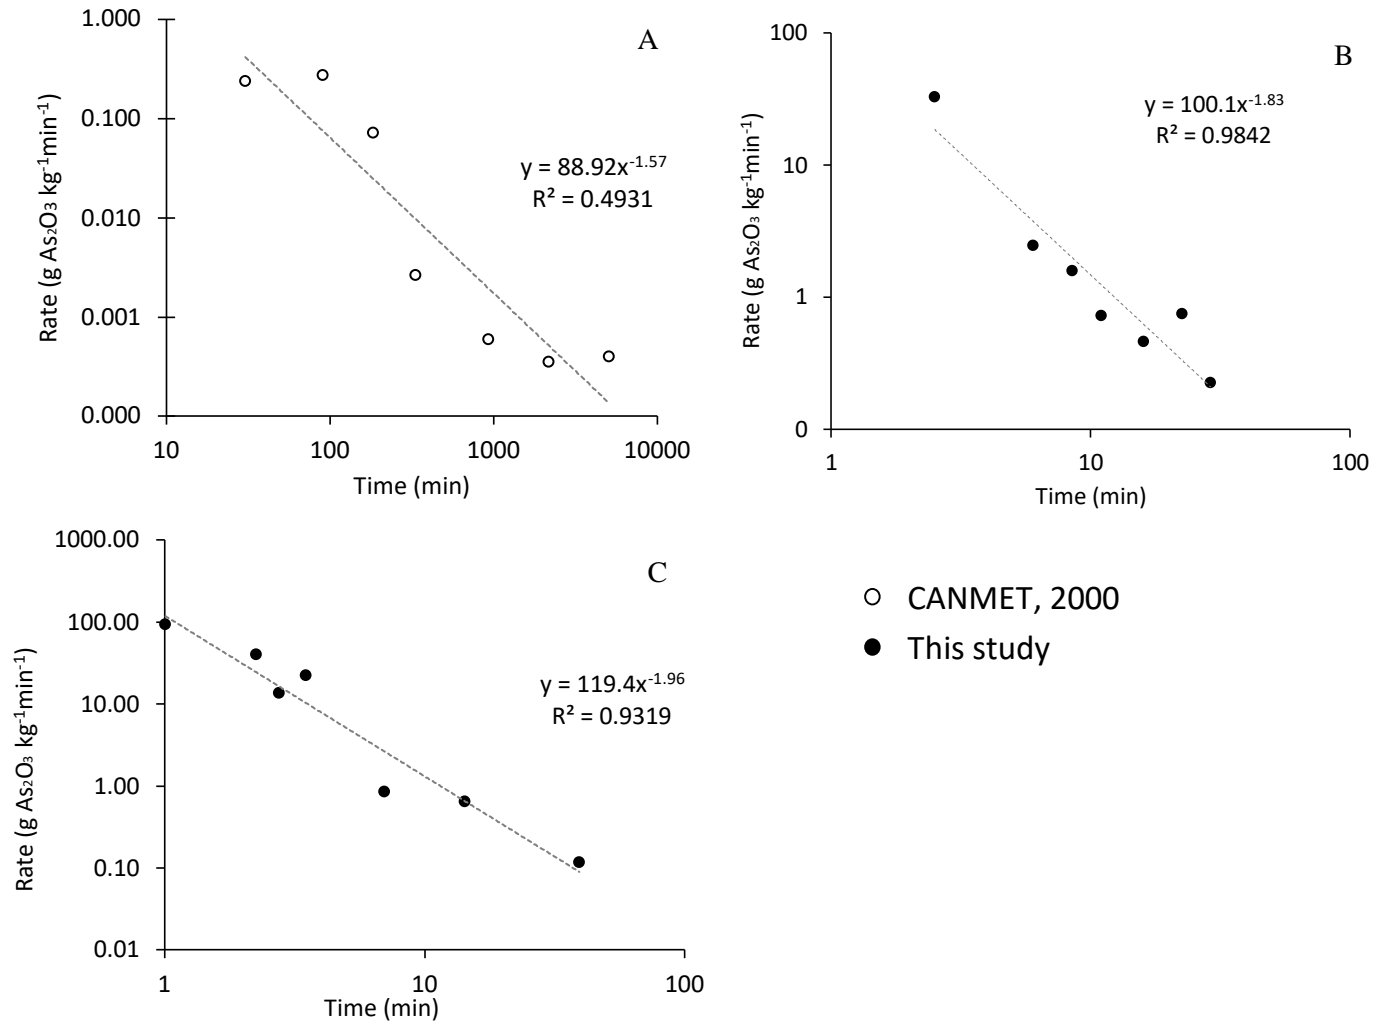 A
Rate (g As₂O₃ kg⁻¹min⁻¹)
1.000
0.100
0.010
0.001
0.000
y = 88.92x⁻¹·⁵⁷
R² = 0.4931
10 100 1000 10000
Time (min)
B
Rate (g As₂O₃ kg⁻¹min⁻¹)
100
10
1
0
y = 100.1x⁻¹·⁸³
R² = 0.9842
1 10 100
Time (min)
C
Rate (g As₂O₃ kg⁻¹min⁻¹)
1000.00
100.00
10.00
1.00
0.10
0.01
y = 119.4x⁻¹·⁹⁶
R² = 0.9319
1 10 100
Time (min)
CANMET, 2000
This study